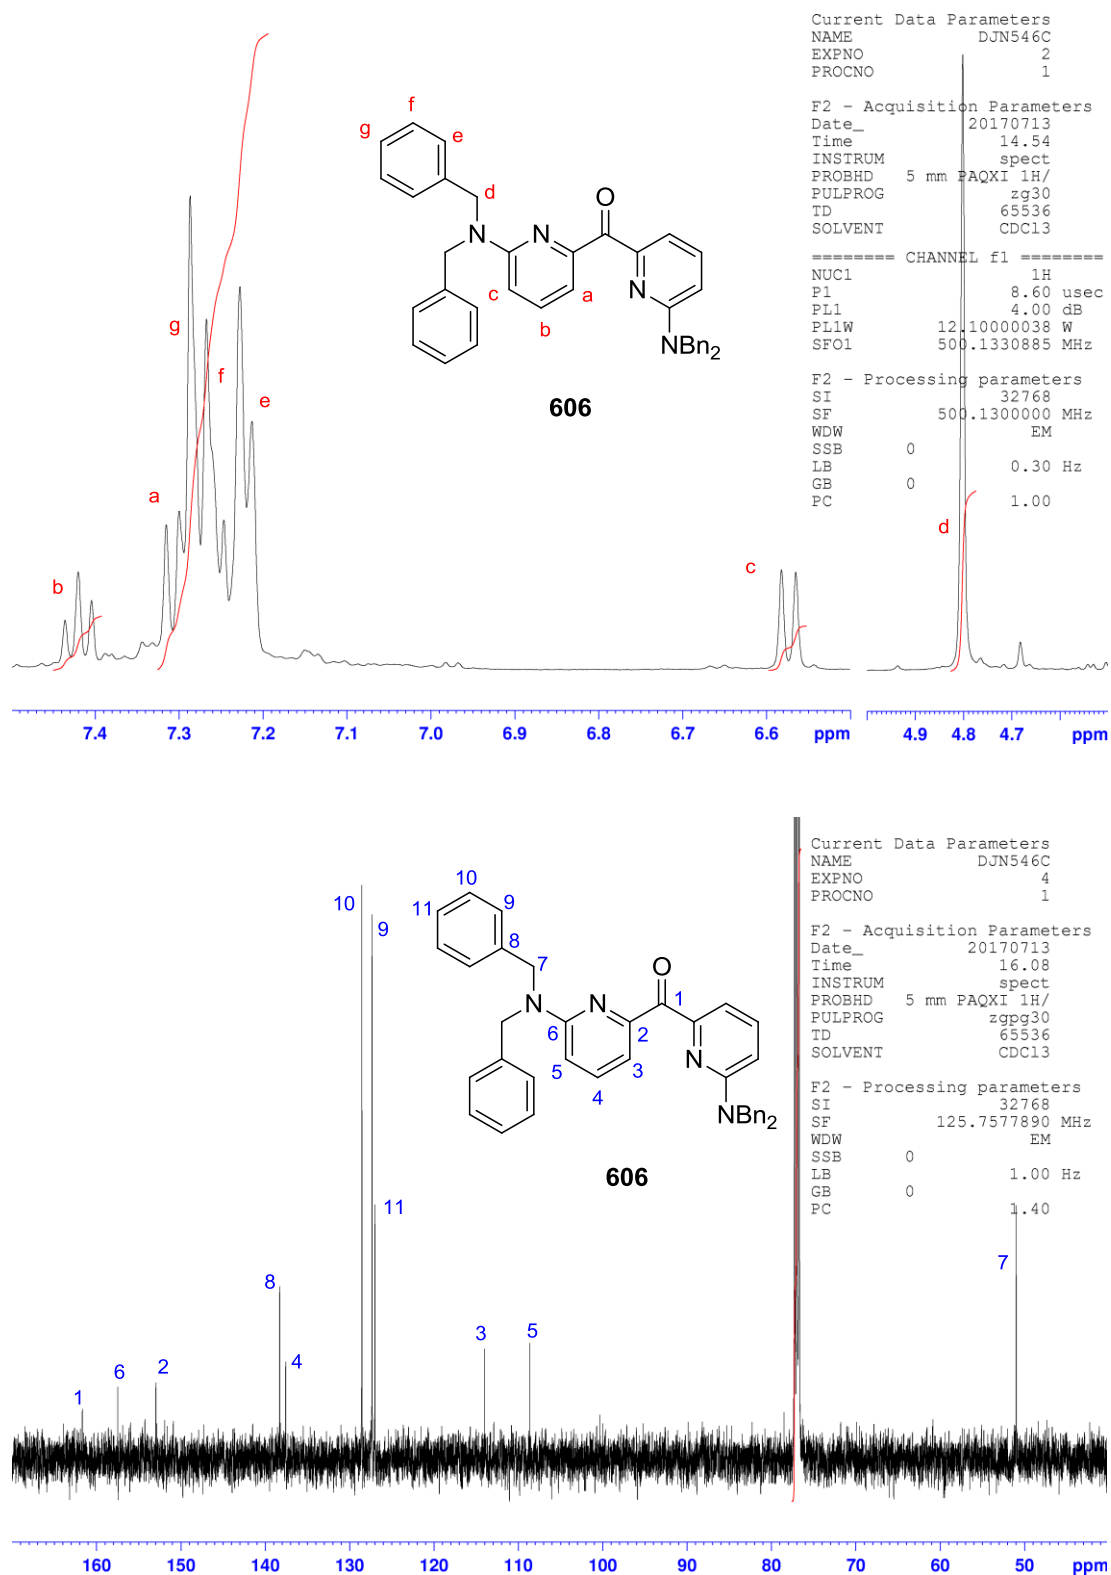 Current Data Parameters
NAME DJN546C
EXPNO 2
PROCNO 1
F2 - Acquisition Parameters
Date_ 20170713
Time 14.54
INSTRUM spect
PROBHD 5 mm PAQXI 1H/
PULPROG zg30
TD 65536
SOLVENT CDCl3
======== CHANNEL f1 ========
NUC1 1H
P1 8.60 usec
PL1 4.00 dB
PL1W 12.10000038 W
SFO1 500.1330885 MHz
F2 - Processing parameters
SI 32768
SF 500.1300000 MHz
WDW EM
SSB 0
LB 0.30 Hz
GB 0
PC 1.00
f
g
e
d
O
N
N
c
a
b
N
NBn2
606
g
f
e
a
b
c
d
7.4 7.3 7.2 7.1 7.0 6.9 6.8 6.7 6.6 ppm
4.9 4.8 4.7 ppm
Current Data Parameters
NAME DJN546C
EXPNO 4
PROCNO 1
F2 - Acquisition Parameters
Date_ 20170713
Time 16.08
INSTRUM spect
PROBHD 5 mm PAQXI 1H/
PULPROG zgpg30
TD 65536
SOLVENT CDCl3
F2 - Processing parameters
SI 32768
SF 125.7577890 MHz
WDW EM
SSB 0
LB 1.00 Hz
GB 0
PC 1.40
10
11
9
8
7
O
1
N
N
6
2
5
3
4
N
NBn2
606
10
9
11
8
4
6
2
1
3
5
7
160 150 140 130 120 110 100 90 80 70 60 50 ppm